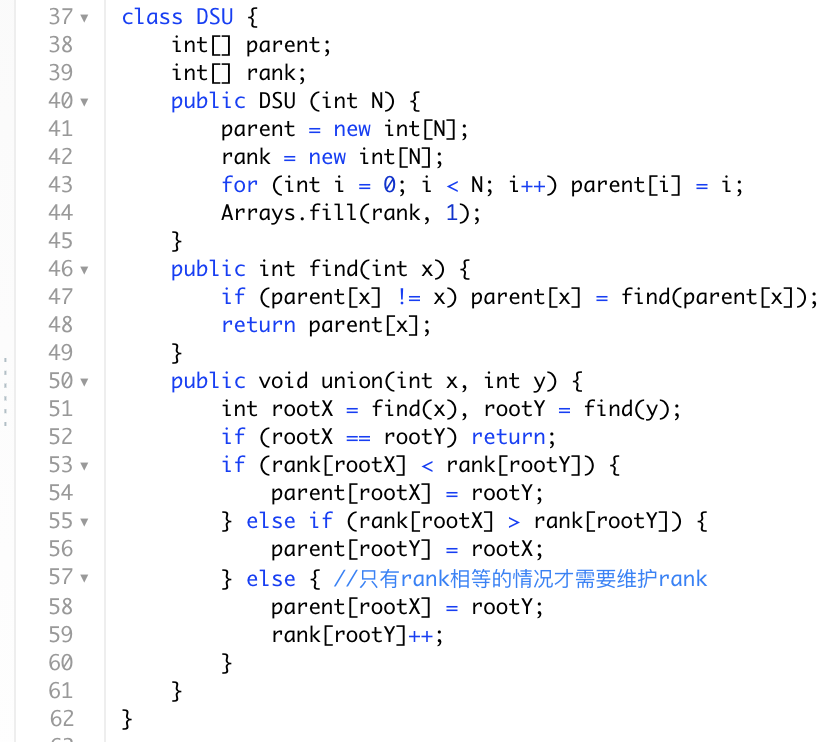 37 class DSU {
38     int[] parent;
39     int[] rank;
40     public DSU (int N) {
41         parent = new int[N];
42         rank = new int[N];
43         for (int i = 0; i < N; i++) parent[i] = i;
44         Arrays.fill(rank, 1);
45     }
46     public int find(int x) {
47         if (parent[x] != x) parent[x] = find(parent[x]);
48         return parent[x];
49     }
50     public void union(int x, int y) {
51         int rootX = find(x), rootY = find(y);
52         if (rootX == rootY) return;
53         if (rank[rootX] < rank[rootY]) {
54             parent[rootX] = rootY;
55         } else if (rank[rootX] > rank[rootY]) {
56             parent[rootY] = rootX;
57         } else { //只有rank相等的情况才需要维护rank
58             parent[rootX] = rootY;
59             rank[rootY]++;
60         }
61     }
62 }